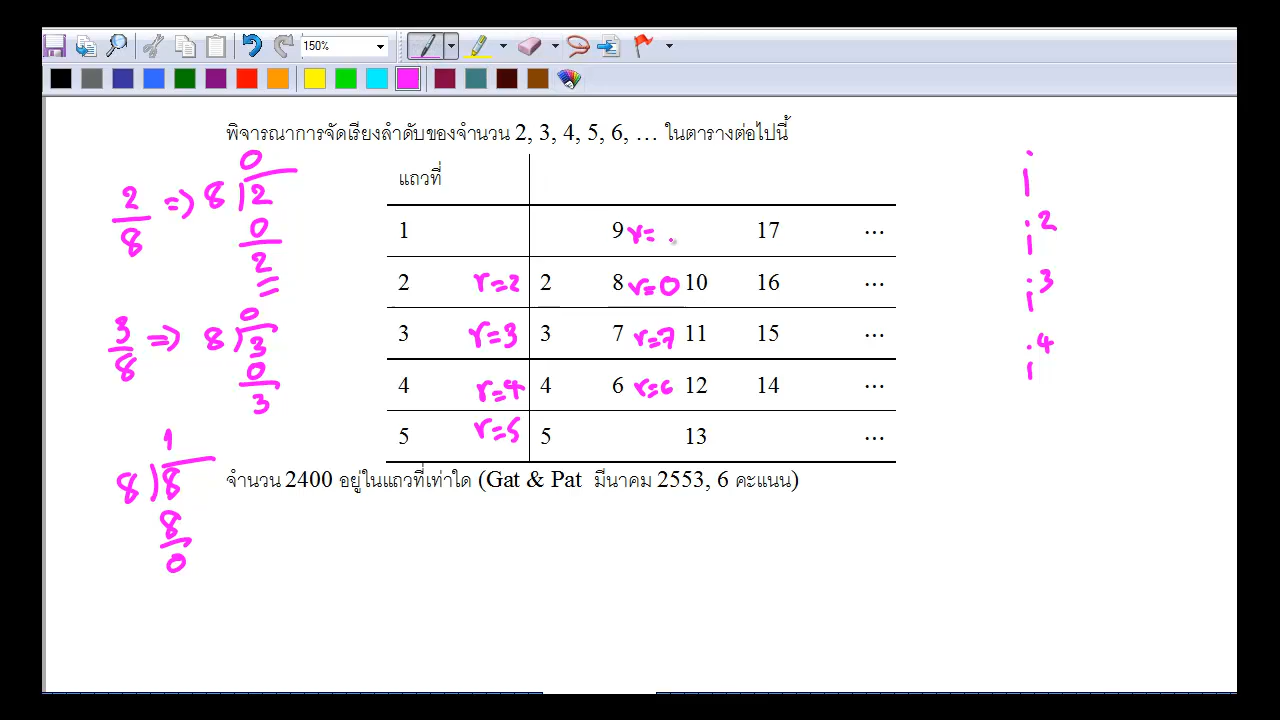 150%
พิจารณาการจัดเรียงลำดับของจำนวน 2, 3, 4, 5, 6, … ในตารางต่อไปนี้
แถวที่
1 9 r= 17 …
2 r=2 2 8 r=0 10 16 …
3 r=3 3 7 r=7 11 15 …
4 r=4 4 6 r=6 12 14 …
5 r=5 5 13 …
จำนวน 2400 อยู่ในแถวที่เท่าใด (Gat & Pat มีนาคม 2553, 6 คะแนน)
0
2/8 => 8 ) 2
0
2
0
3/8 => 8 ) 3
0
3
1
8 ) 8
8
0
i
i²
i³
i⁴